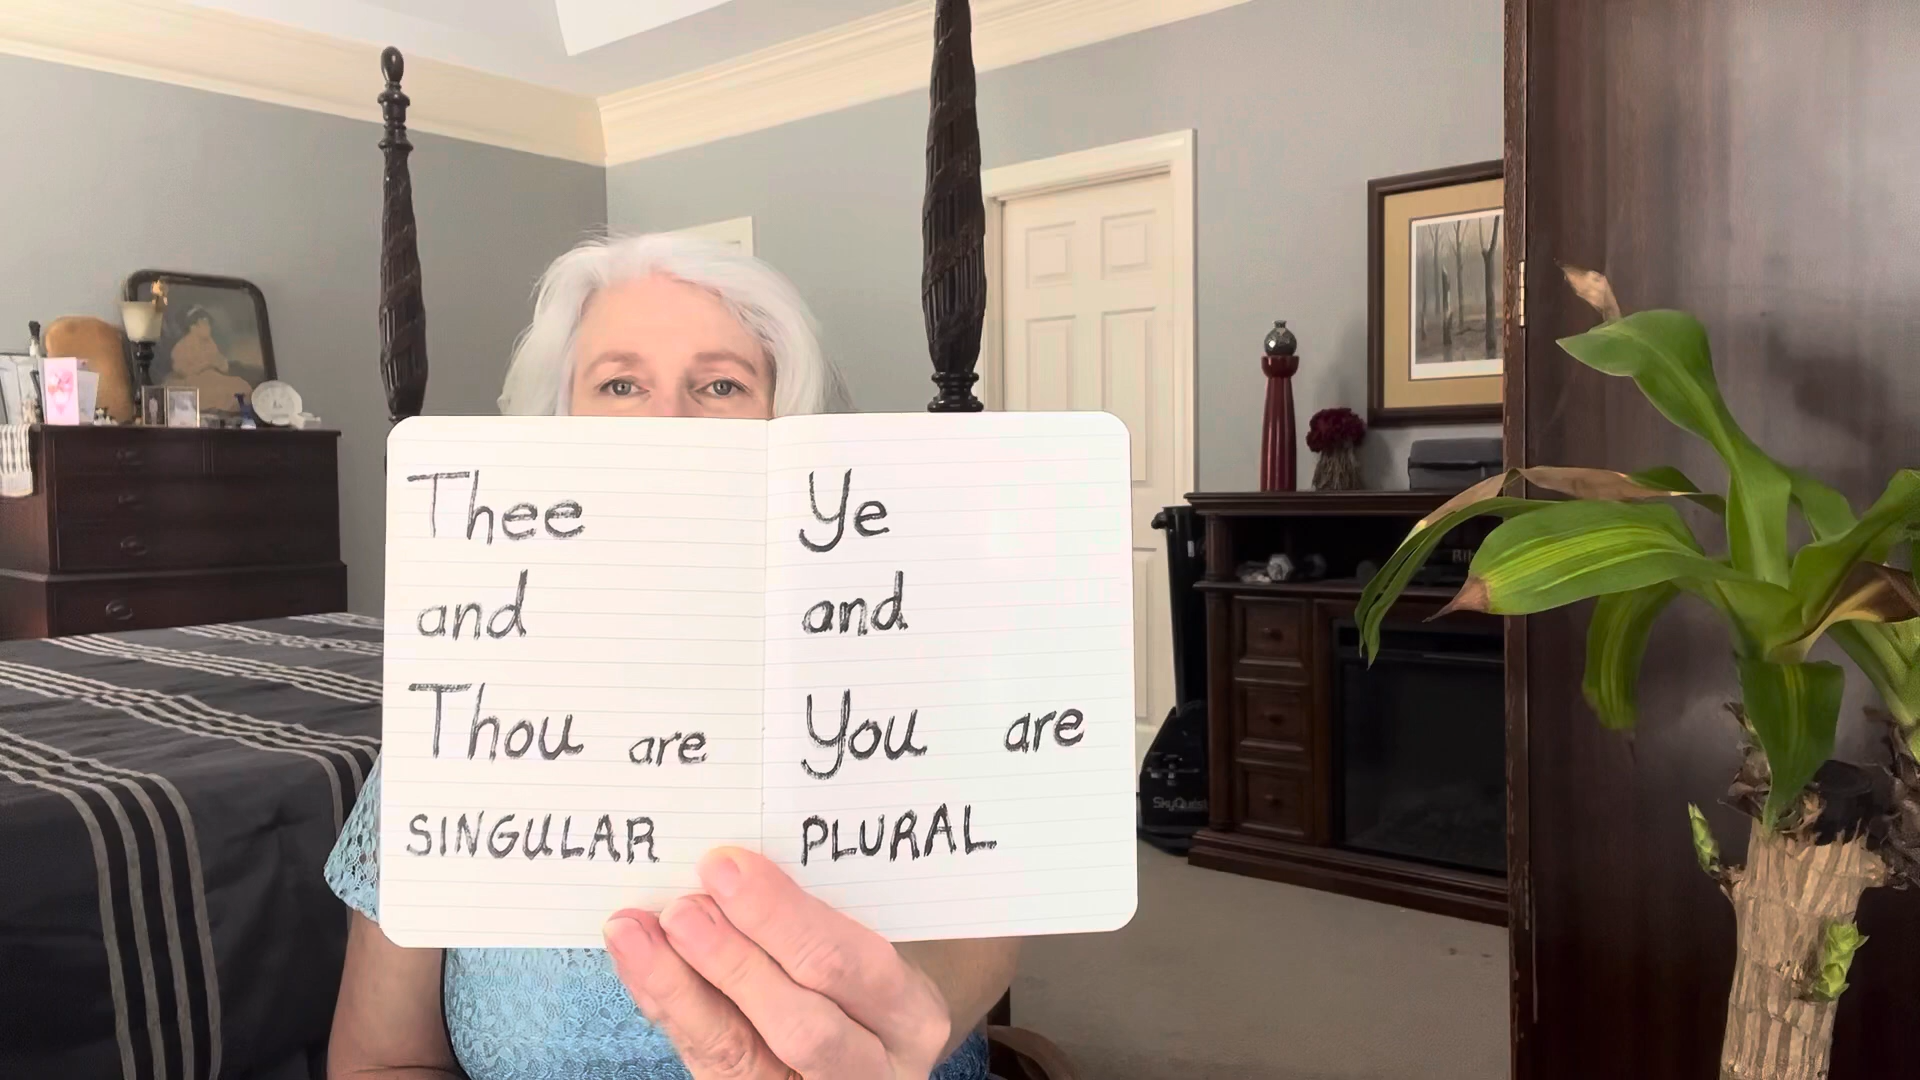 Thee
and
Thou are
SINGULAR
Ye
and
You are
PLURAL
SkyQuest